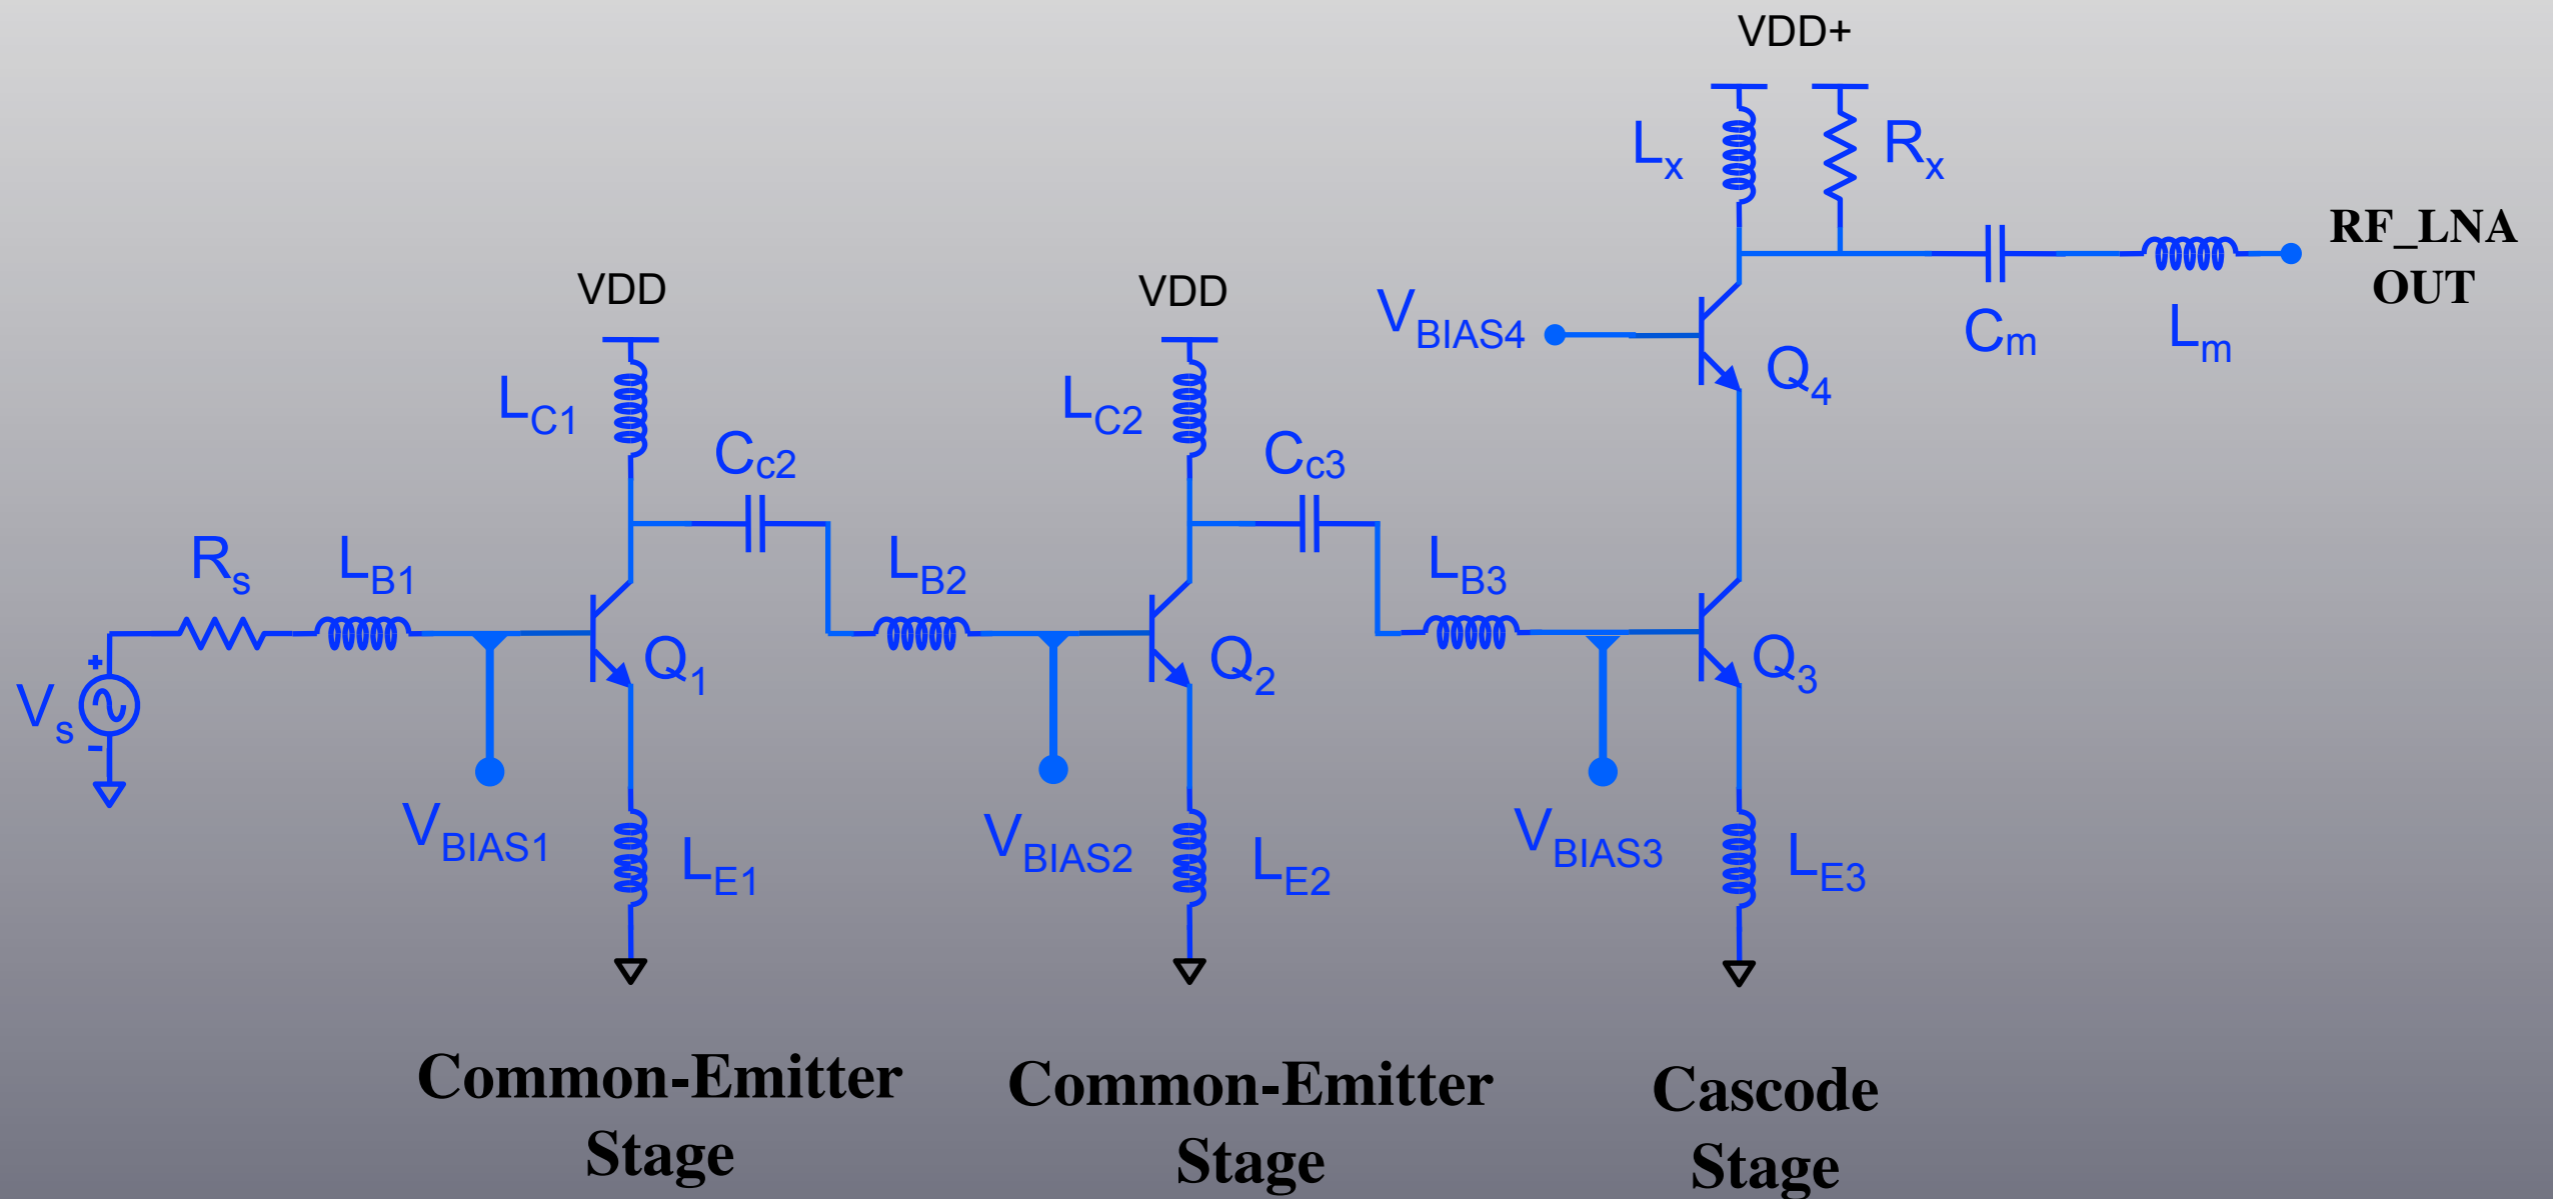 VDD+
Lx
Rx
RF_LNA
OUT
VDD
VDD
VBIAS4
Cm
Lm
Q4
LC1
Cc2
LC2
Cc3
Rs
LB1
LB2
LB3
Vs
+
-
Q1
Q2
Q3
VBIAS1
LE1
VBIAS2
LE2
VBIAS3
LE3
Common-Emitter
Stage
Common-Emitter
Stage
Cascode
Stage